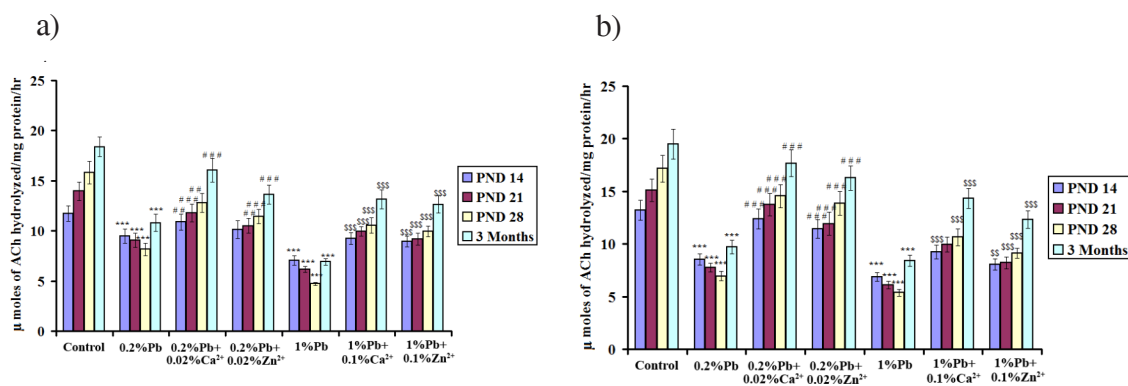 a)
b)
μ moles of ACh hydrolyzed/mg protein/hr
25
20
15
10
5
0
***
***
***
***
##
###
##
###
##
###
###
***
***
***
***
$$$
$$$
$$$
$$$
$$$
$$$
$$$
$$$
Control
0.2%Pb
0.2%Pb+
0.02%Ca²⁺
0.2%Pb+
0.02%Zn²⁺
1%Pb
1%Pb+
0.1%Ca²⁺
1%Pb+
0.1%Zn²⁺
PND 14
PND 21
PND 28
3 Months
μ moles of ACh hydrolyzed/mg protein/hr
25
20
15
10
5
0
***
***
***
***
###
###
###
###
###
###
###
###
***
***
***
***
$$$
$$$
$$$
$$
$$$
$$$
$$$
Control
0.2%Pb
0.2%Pb+
0.02%Ca²⁺
0.2%Pb+
0.02%Zn²⁺
1%Pb
1%Pb+
0.1%Ca²⁺
1%Pb+
0.1%Zn²⁺
PND 14
PND 21
PND 28
3 Months